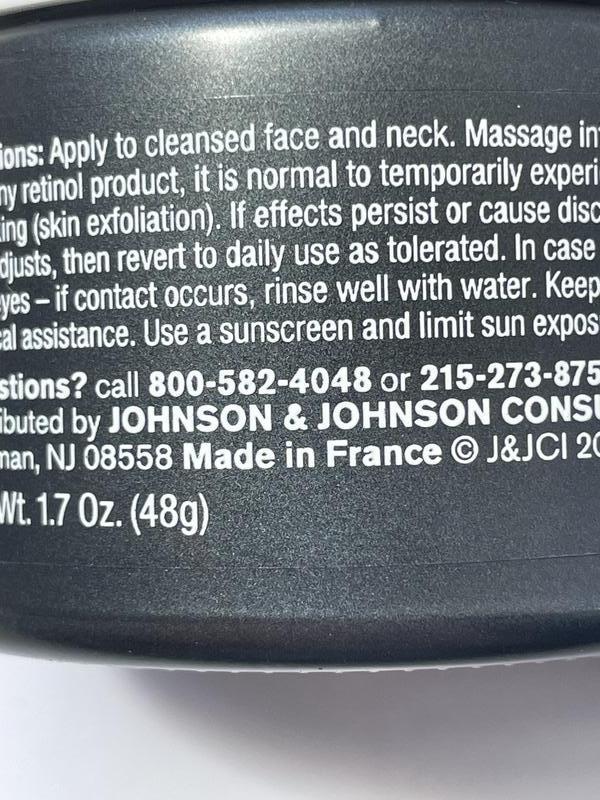 ions: Apply to cleansed face and neck. Massage in
ny retinol product, it is normal to temporarily experi
ing (skin exfoliation). If effects persist or cause disc
djusts, then revert to daily use as tolerated. In case
yes – if contact occurs, rinse well with water. Keep
cal assistance. Use a sunscreen and limit sun expos
stions? call 800-582-4048 or 215-273-875
ibuted by JOHNSON & JOHNSON CONSU
man, NJ 08558 Made in France © J&JCI 20
Wt. 1.7 Oz. (48g)